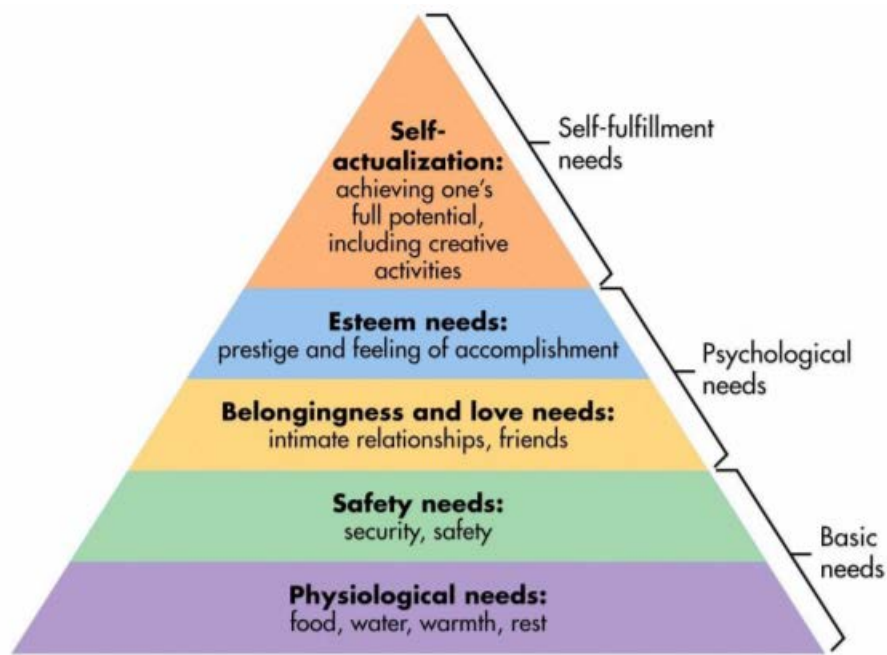 Self-
actualization:
achieving one's
full potential,
including creative
activities
Esteem needs:
prestige and feeling of accomplishment
Belongingness and love needs:
intimate relationships, friends
Safety needs:
security, safety
Physiological needs:
food, water, warmth, rest
Self-fulfillment
needs
Psychological
needs
Basic
needs